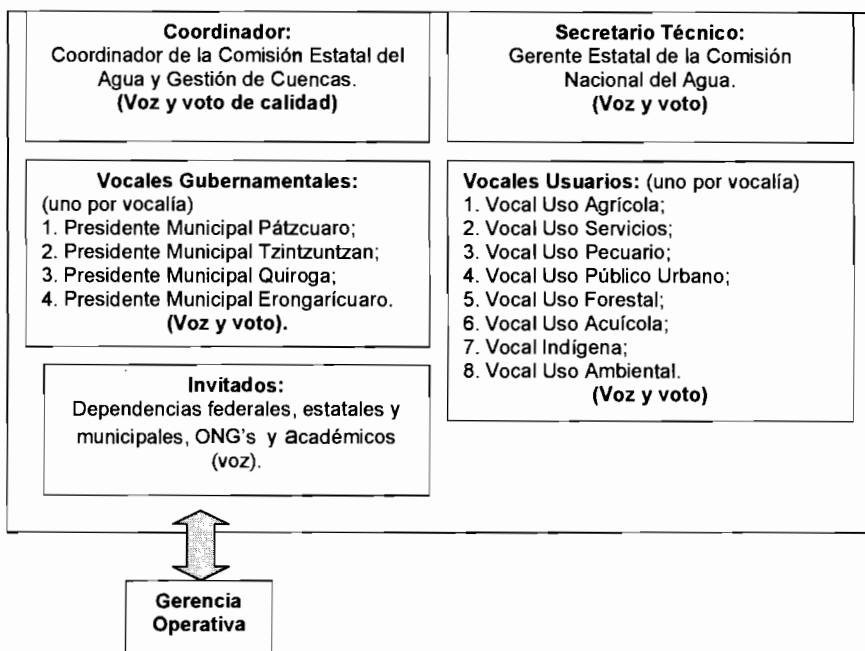 Coordinador:
Coordinador de la Comisión Estatal del
Agua y Gestión de Cuencas.
(Voz y voto de calidad)
Secretario Técnico:
Gerente Estatal de la Comisión
Nacional del Agua.
(Voz y voto)
Vocales Gubernamentales:
(uno por vocalía)
1. Presidente Municipal Pátzcuaro;
2. Presidente Municipal Tzintzuntzan;
3. Presidente Municipal Quiroga;
4. Presidente Municipal Erongarícuaro.
(Voz y voto).
Vocales Usuarios: (uno por vocalía)
1. Vocal Uso Agrícola;
2. Vocal Uso Servicios;
3. Vocal Uso Pecuario;
4. Vocal Uso Público Urbano;
5. Vocal Uso Forestal;
6. Vocal Uso Acuícola;
7. Vocal Indígena;
8. Vocal Uso Ambiental.
(Voz y voto)
Invitados:
Dependencias federales, estatales y
municipales, ONG's y académicos
(voz).
Gerencia
Operativa